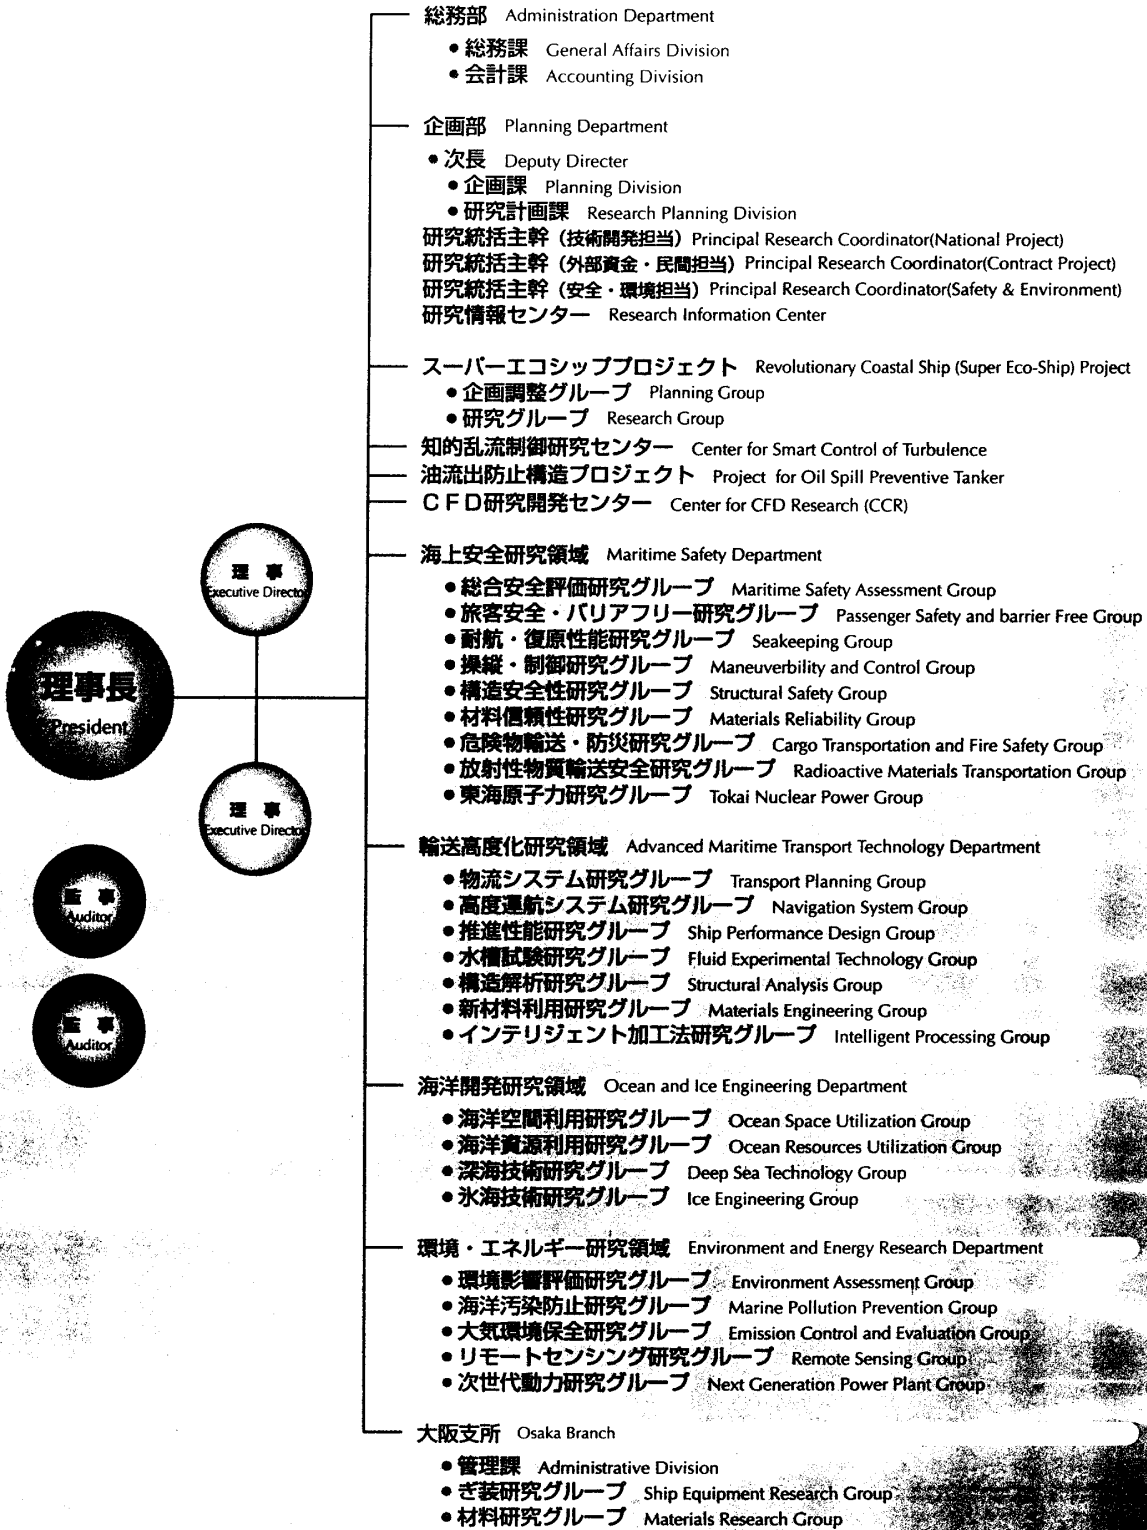 総務部 Administration Department
● 総務課 General Affairs Division
● 会計課 Accounting Division
企画部 Planning Department
● 次長 Deputy Directer
● 企画課 Planning Division
● 研究計画課 Research Planning Division
研究統括主幹（技術開発担当）Principal Research Coordinator(National Project)
研究統括主幹（外部資金・民間担当）Principal Research Coordinator(Contract Project)
研究統括主幹（安全・環境担当）Principal Research Coordinator(Safety & Environment)
研究情報センター Research Information Center
スーパーエコシッププロジェクト Revolutionary Coastal Ship (Super Eco-Ship) Project
● 企画調整グループ Planning Group
● 研究グループ Research Group
知的乱流制御研究センター Center for Smart Control of Turbulence
油流出防止構造プロジェクト Project for Oil Spill Preventive Tanker
ＣＦＤ研究開発センター Center for CFD Research (CCR)
理事
Executive Director
理事長
President
理事
Executive Director
監事
Auditor
監事
Auditor
海上安全研究領域 Maritime Safety Department
● 総合安全評価研究グループ Maritime Safety Assessment Group
● 旅客安全・バリアフリー研究グループ Passenger Safety and barrier Free Group
● 耐航・復原性能研究グループ Seakeeping Group
● 操縦・制御研究グループ Maneuverbility and Control Group
● 構造安全性研究グループ Structural Safety Group
● 材料信頼性研究グループ Materials Reliability Group
● 危険物輸送・防災研究グループ Cargo Transportation and Fire Safety Group
● 放射性物質輸送安全研究グループ Radioactive Materials Transportation Group
● 東海原子力研究グループ Tokai Nuclear Power Group
輸送高度化研究領域 Advanced Maritime Transport Technology Department
● 物流システム研究グループ Transport Planning Group
● 高度運航システム研究グループ Navigation System Group
● 推進性能研究グループ Ship Performance Design Group
● 水槽試験研究グループ Fluid Experimental Technology Group
● 構造解析研究グループ Structural Analysis Group
● 新材料利用研究グループ Materials Engineering Group
● インテリジェント加工法研究グループ Intelligent Processing Group
海洋開発研究領域 Ocean and Ice Engineering Department
● 海洋空間利用研究グループ Ocean Space Utilization Group
● 海洋資源利用研究グループ Ocean Resources Utilization Group
● 深海技術研究グループ Deep Sea Technology Group
● 氷海技術研究グループ Ice Engineering Group
環境・エネルギー研究領域 Environment and Energy Research Department
● 環境影響評価研究グループ Environment Assessment Group
● 海洋汚染防止研究グループ Marine Pollution Prevention Group
● 大気環境保全研究グループ Emission Control and Evaluation Group
● リモートセンシング研究グループ Remote Sensing Group
● 次世代動力研究グループ Next Generation Power Plant Group
大阪支所 Osaka Branch
● 管理課 Administrative Division
● ぎ装研究グループ Ship Equipment Research Group
● 材料研究グループ Materials Research Group